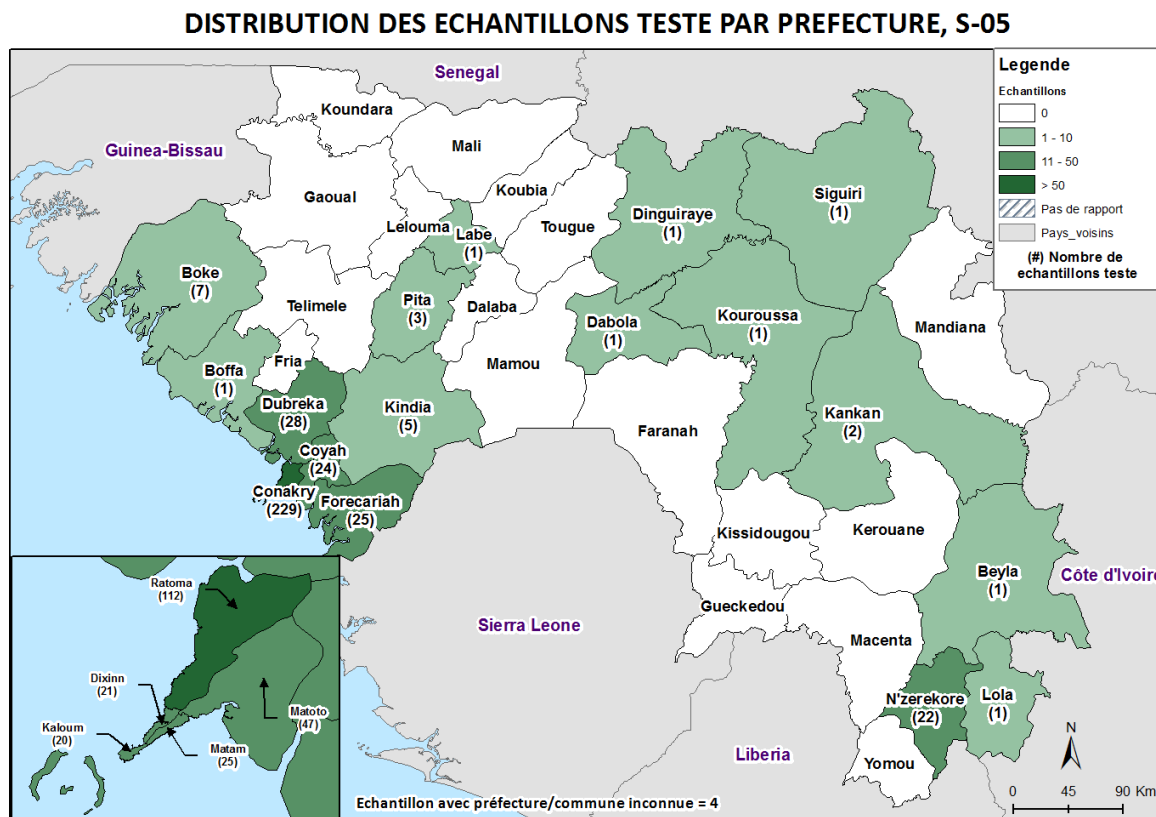 DISTRIBUTION DES ECHANTILLONS TESTE PAR PREFECTURE, S-05
Senegal
Guinea-Bissau
Koundara
Mali
Gaoual
Koubia
Lelouma
Labe
(1)
Tougue
Dinguiraye
(1)
Siguiri
(1)
Boke
(7)
Telimele
Pita
(3)
Dalaba
Dabola
(1)
Kouroussa
(1)
Mandiana
Boffa
(1)
Fria
Mamou
Dubreka
(28)
Kindia
(5)
Faranah
Kankan
(2)
Coyah
(24)
Conakry
(229)
Forecariah
(25)
Kissidougou
Kerouane
Beyla
(1)
Côte d'Ivoire
Gueckedou
Sierra Leone
Macenta
N'zerekore
(22)
Lola
(1)
Liberia
Yomou
Legende
Echantillons
0
1 - 10
11 - 50
> 50
Pas de rapport
Pays_voisins
(#) Nombre de
echantillons teste
Ratoma
(112)
Dixinn
(21)
Kaloum
(20)
Matam
(25)
Matoto
(47)
Echantillon avec préfecture/commune inconnue = 4
N
0 45 90 Km